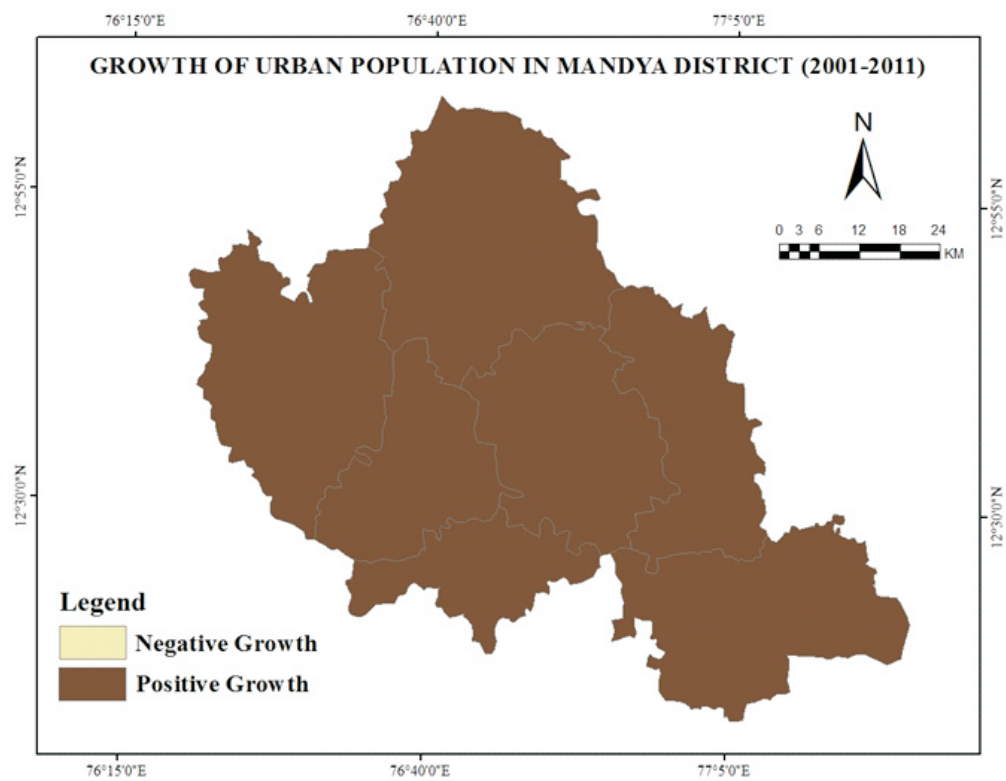 76°15'0"E 76°40'0"E 77°5'0"E
GROWTH OF URBAN POPULATION IN MANDYA DISTRICT (2001-2011)
N
12°55'0"N
12°55'0"N
0 3 6 12 18 24
KM
12°30'0"N
12°30'0"N
Legend
Negative Growth
Positive Growth
76°15'0"E 76°40'0"E 77°5'0"E